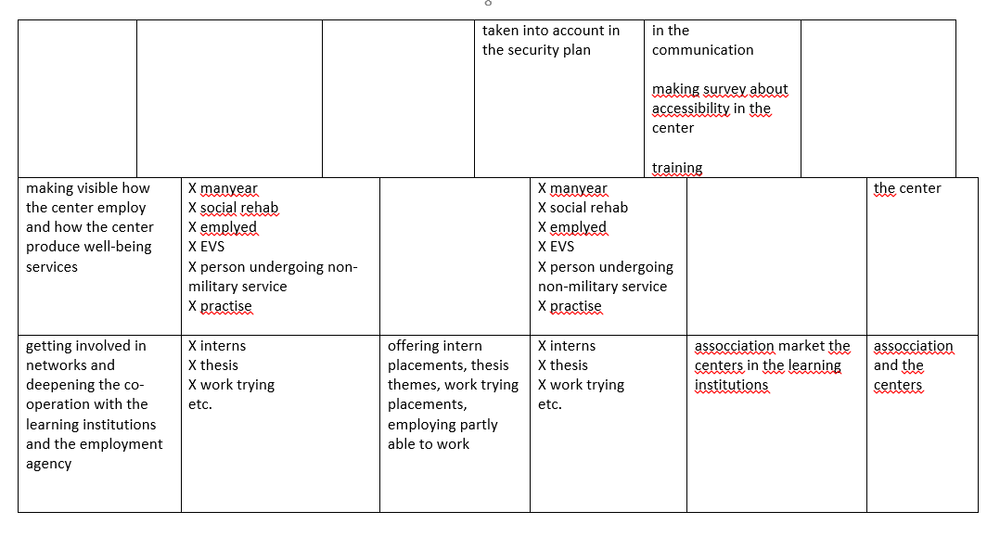 8
taken into account in
the security plan
in the
communication
making survey about
accessibility in the
center
training
making visible how
the center employ
and how the center
produce well-being
services
X manyear
X social rehab
X emplyed
X EVS
X person undergoing non-
military service
X practise
X manyear
X social rehab
X emplyed
X EVS
X person undergoing
non-military service
X practise
the center
getting involved in
networks and
deepening the co-
operation with the
learning institutions
and the employment
agency
X interns
X thesis
X work trying
etc.
offering intern
placements, thesis
themes, work trying
placements,
employing partly
able to work
X interns
X thesis
X work trying
etc.
assocciation market the
centers in the learning
institutions
assocciation
and the
centers